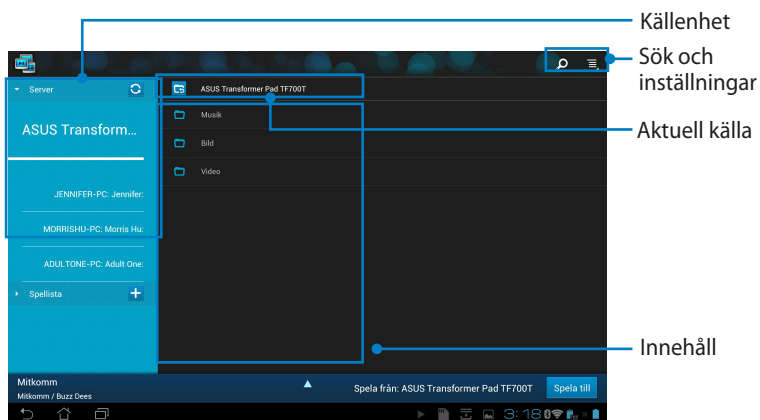 Källenhet
Sök och
inställningar
Aktuell källa
Server
ASUS Transformer Pad TF700T
Musik
ASUS Transform...
Bild
Video
JENNIFER-PC: Jennifer:
MORRISHU-PC: Morris Hu:
ADULTONE-PC: Adult One:
Spellista
Innehåll
Mitkomm
Mitkomm / Buzz Dees
Spela från: ASUS Transformer Pad TF700T
Spela till
3:18